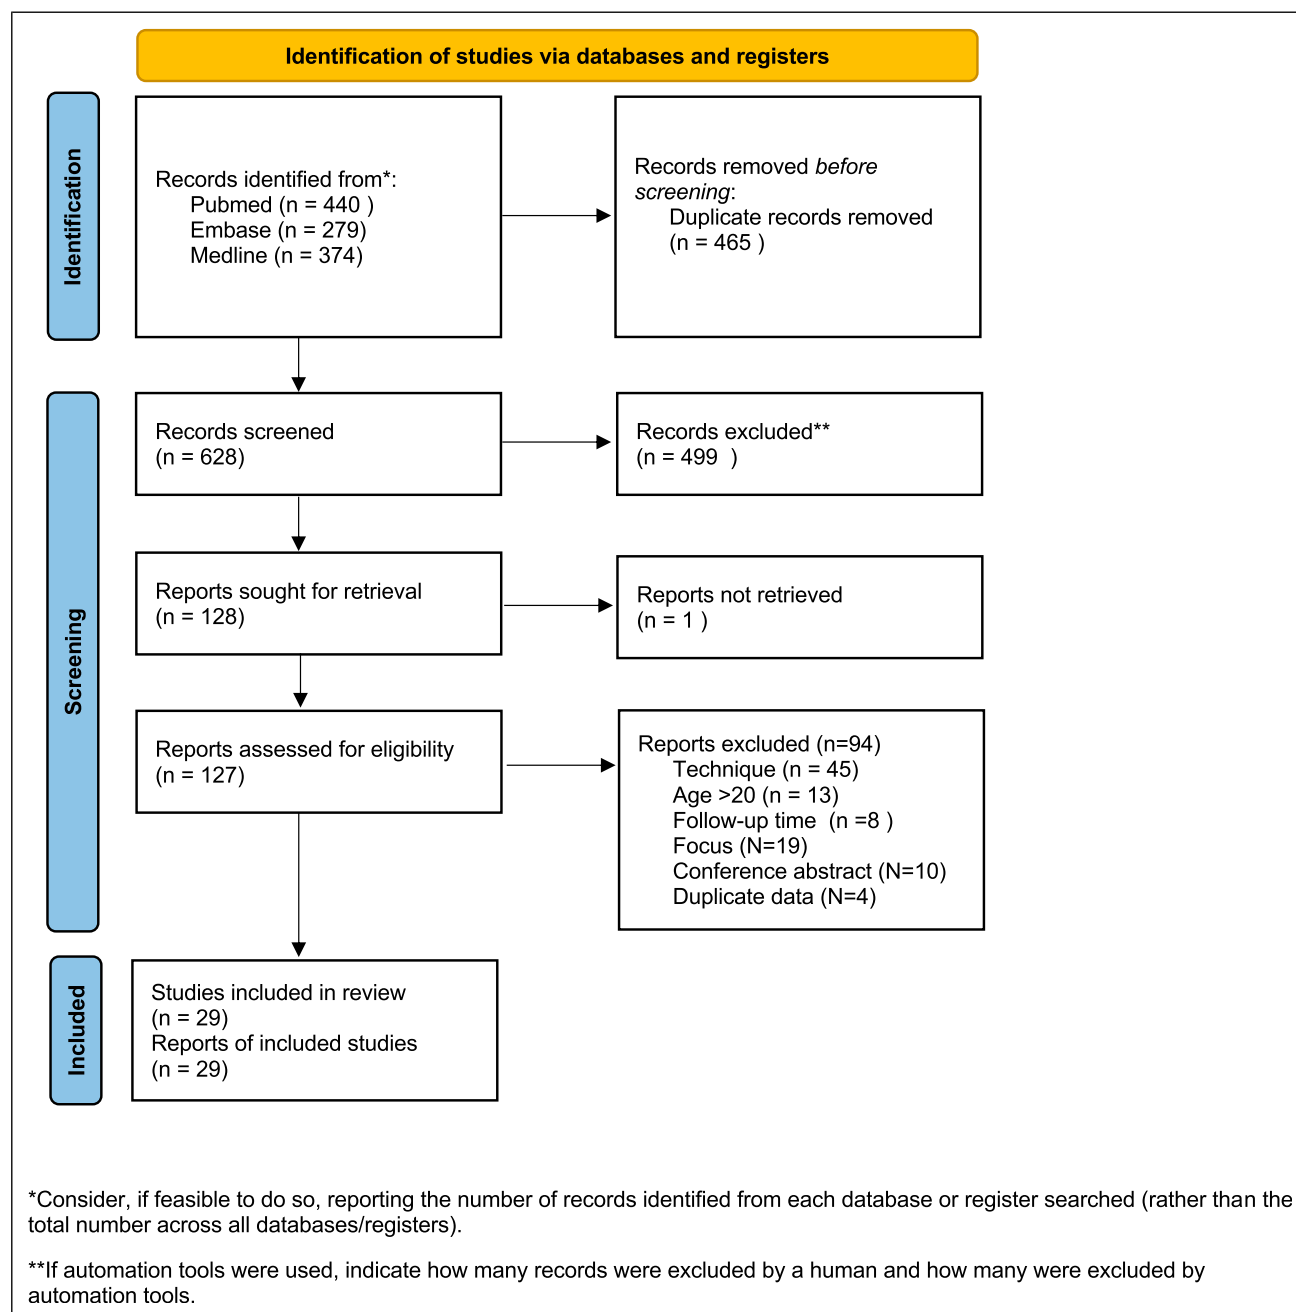 Identification of studies via databases and registers
Identification
Records identified from*:
Pubmed (n = 440 )
Embase (n = 279)
Medline (n = 374)
Records removed before
screening:
Duplicate records removed
(n = 465 )
Screening
Records screened
(n = 628)
Records excluded**
(n = 499 )
Reports sought for retrieval
(n = 128)
Reports not retrieved
(n = 1 )
Reports assessed for eligibility
(n = 127)
Reports excluded (n=94)
Technique (n = 45)
Age >20 (n = 13)
Follow-up time (n =8 )
Focus (N=19)
Conference abstract (N=10)
Duplicate data (N=4)
Included
Studies included in review
(n = 29)
Reports of included studies
(n = 29)
*Consider, if feasible to do so, reporting the number of records identified from each database or register searched (rather than the
total number across all databases/registers).
**If automation tools were used, indicate how many records were excluded by a human and how many were excluded by
automation tools.